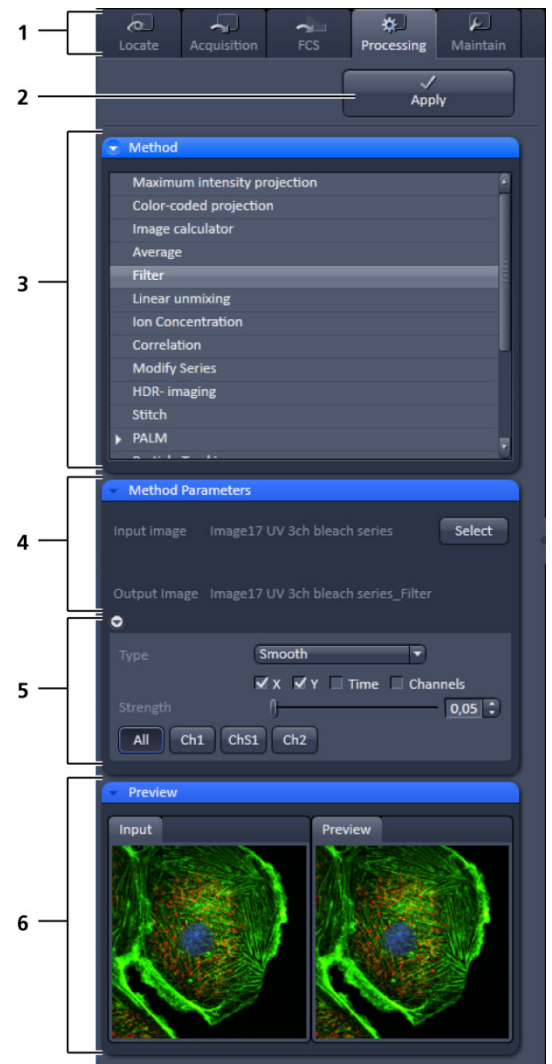 1
Locate Acquisition FCS Processing Maintain
2
Apply
3
Method
Maximum intensity projection
Color-coded projection
Image calculator
Average
Filter
Linear unmixing
Ion Concentration
Correlation
Modify Series
HDR- imaging
Stitch
PALM
4
Method Parameters
Input image Image17 UV 3ch bleach series Select
Output Image Image17 UV 3ch bleach series_Filter
5
Type Smooth
X Y Time Channels
Strength 0,05
All Ch1 ChS1 Ch2
6
Preview
Input Preview